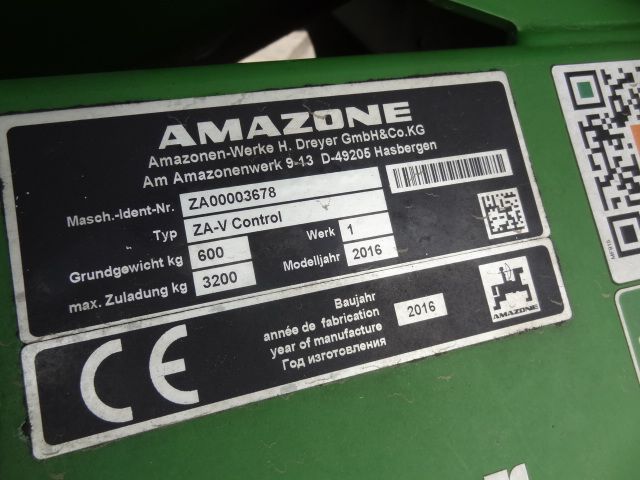 AMAZONE
Amazonen-Werke H. Dreyer GmbH&Co.KG
Am Amazonenwerk 9-13 D-49205 Hasbergen
Masch.-Ident-Nr. ZA00003678
Typ ZA-V Control
Grundgewicht kg 600 Werk 1
max. Zuladung kg 3200 Modelljahr 2016
CE
Baujahr
année de fabrication 2016
year of manufacture
Год изготовления
AMAZONE